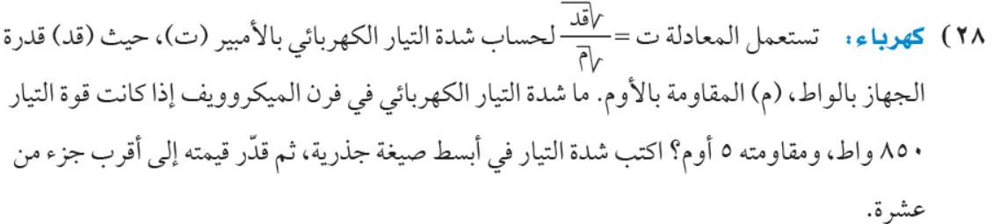 ٢٨) كهرباء: تستعمل المعادلة ت = √قد / √م لحساب شدة التيار الكهربائي بالأمبير (ت)، حيث (قد) قدرة
الجهاز بالواط، (م) المقاومة بالأوم. ما شدة التيار الكهربائي في فرن الميكروويف إذا كانت قوة التيار
٨٥٠ واط، ومقاومته ٥ أوم؟ اكتب شدة التيار في أبسط صيغة جذرية، ثم قدّر قيمته إلى أقرب جزء من
عشرة.